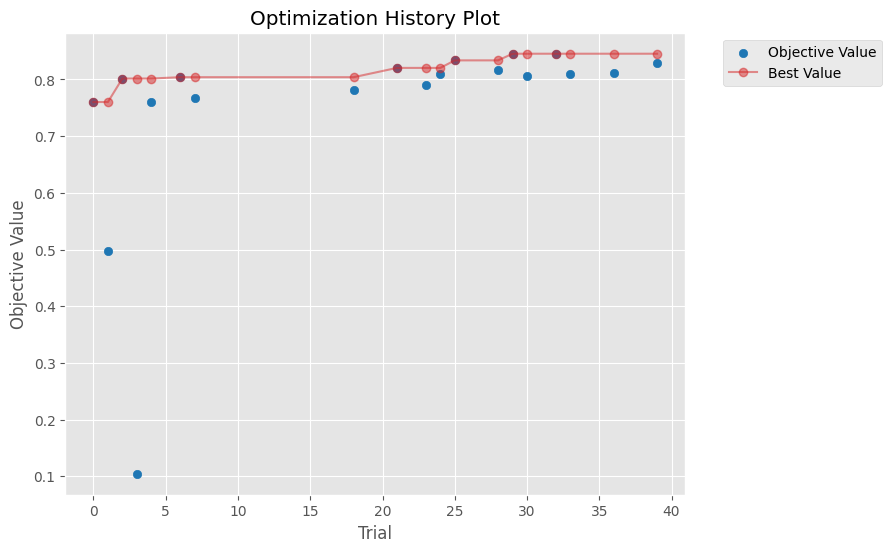 Optimization History Plot
Objective Value
Best Value
Objective Value
0.8
0.7
0.6
0.5
0.4
0.3
0.2
0.1
0 5 10 15 20 25 30 35 40
Trial